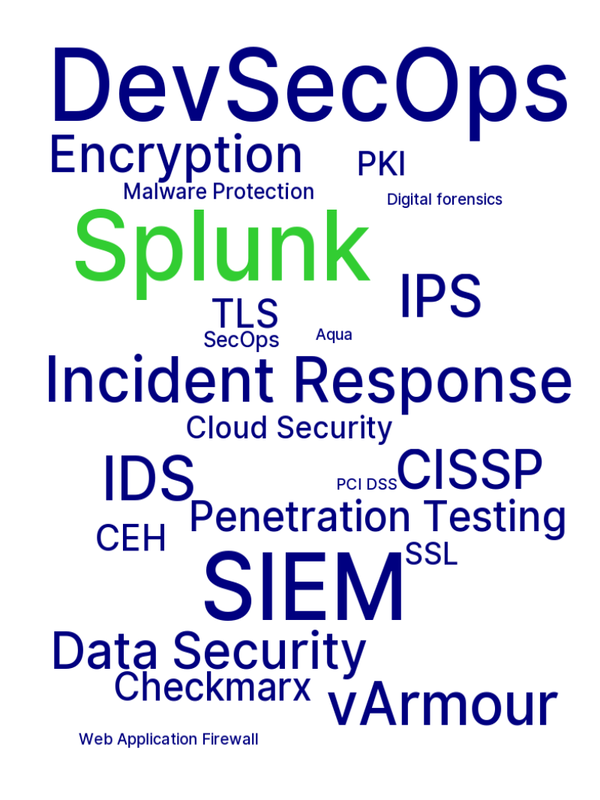 DevSecOps
Encryption
PKI
Malware Protection
Digital forensics
Splunk
IPS
TLS
SecOps
Aqua
Incident Response
Cloud Security
IDS
CISSP
PCI DSS
Penetration Testing
CEH
SSL
SIEM
Data Security
Checkmarx
vArmour
Web Application Firewall